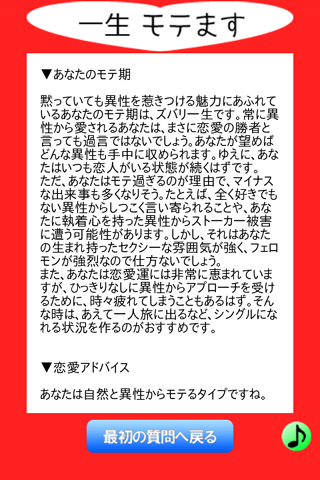 一生 モテます
▼あなたのモテ期
黙っていても異性を惹きつける魅力にあふれて
いるあなたのモテ期は、ズバリ一生です。常に異
性から愛されるあなたは、まさに恋愛の勝者と
言っても過言ではないでしょう。あなたが望めば
どんな異性も手中に収められます。ゆえに、あな
たはいつも恋人がいる状態が続くはずです。
ただ、あなたはモテ過ぎるのが理由で、マイナス
な出来事も多くなりそう。たとえば、全く好きでも
ない異性からしつこく言い寄られることや、あな
たに執着心を持った異性からストーカー被害
に遭う可能性があります。しかし、それはあなた
の生まれ持ったセクシーな雰囲気が強く、フェロ
モンが強烈なので仕方ないでしょう。
また、あなたは恋愛運には非常に恵まれていま
すが、ひっきりなしに異性からアプローチを受け
るために、時々疲れてしまうこともあるはず。そん
な時は、あえて一人旅に出るなど、シングルにな
れる状況を作るのがおすすめです。
▼恋愛アドバイス
あなたは自然と異性からモテるタイプですね。
最初の質問へ戻る